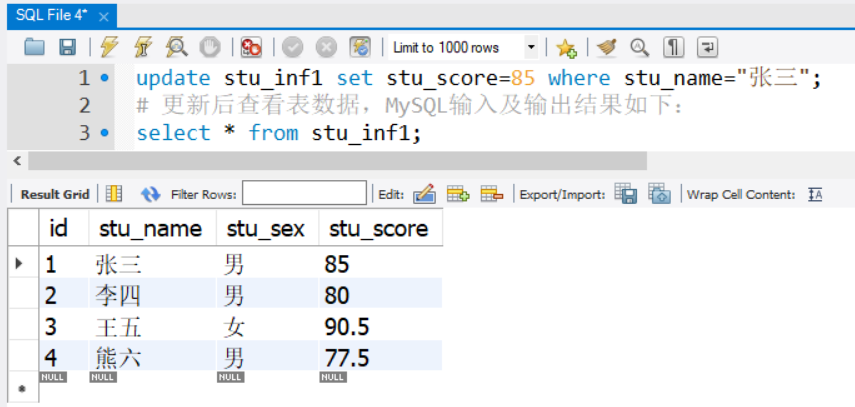 SQL File 4* ×
Limit to 1000 rows
1 update stu_inf1 set stu_score=85 where stu_name="张三";
2 # 更新后查看表数据，MySQL输入及输出结果如下：
3 select * from stu_inf1;
Result Grid Filter Rows: Edit: Export/Import: Wrap Cell Content:
id stu_name stu_sex stu_score
1 张三 男 85
2 李四 男 80
3 王五 女 90.5
4 熊六 男 77.5
NULL NULL NULL NULL